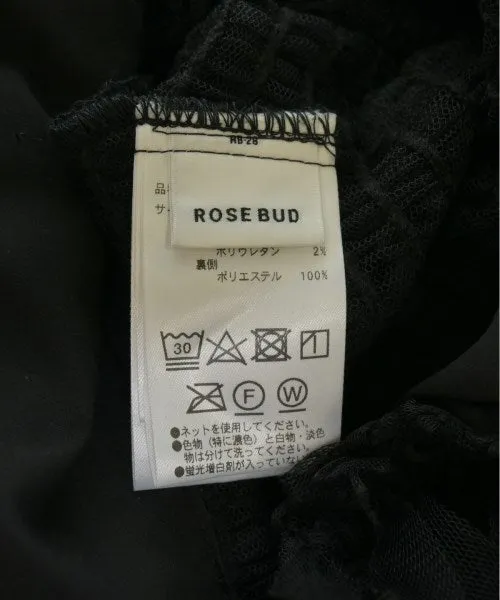 品
サ
ROSE BUD
ポリウレタン 2%
裏側
ポリエステル 100%
30
F W
●ネットを使用してください。
●色物(特に濃色)と白物・淡色
物は分けて洗ってください。
●蛍光増白剤が入っていない